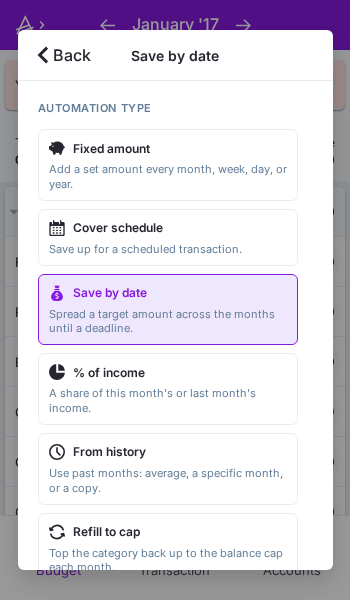 January '17
Back
Save by date
AUTOMATION TYPE
Fixed amount
Add a set amount every month, week, day, or
year.
Cover schedule
Save up for a scheduled transaction.
Save by date
Spread a target amount across the months
until a deadline.
% of income
A share of this month's or last month's
income.
From history
Use past months: average, a specific month,
or a copy.
Refill to cap
Top the category back up to the balance cap
each month.
Budget
Transaction
Accounts